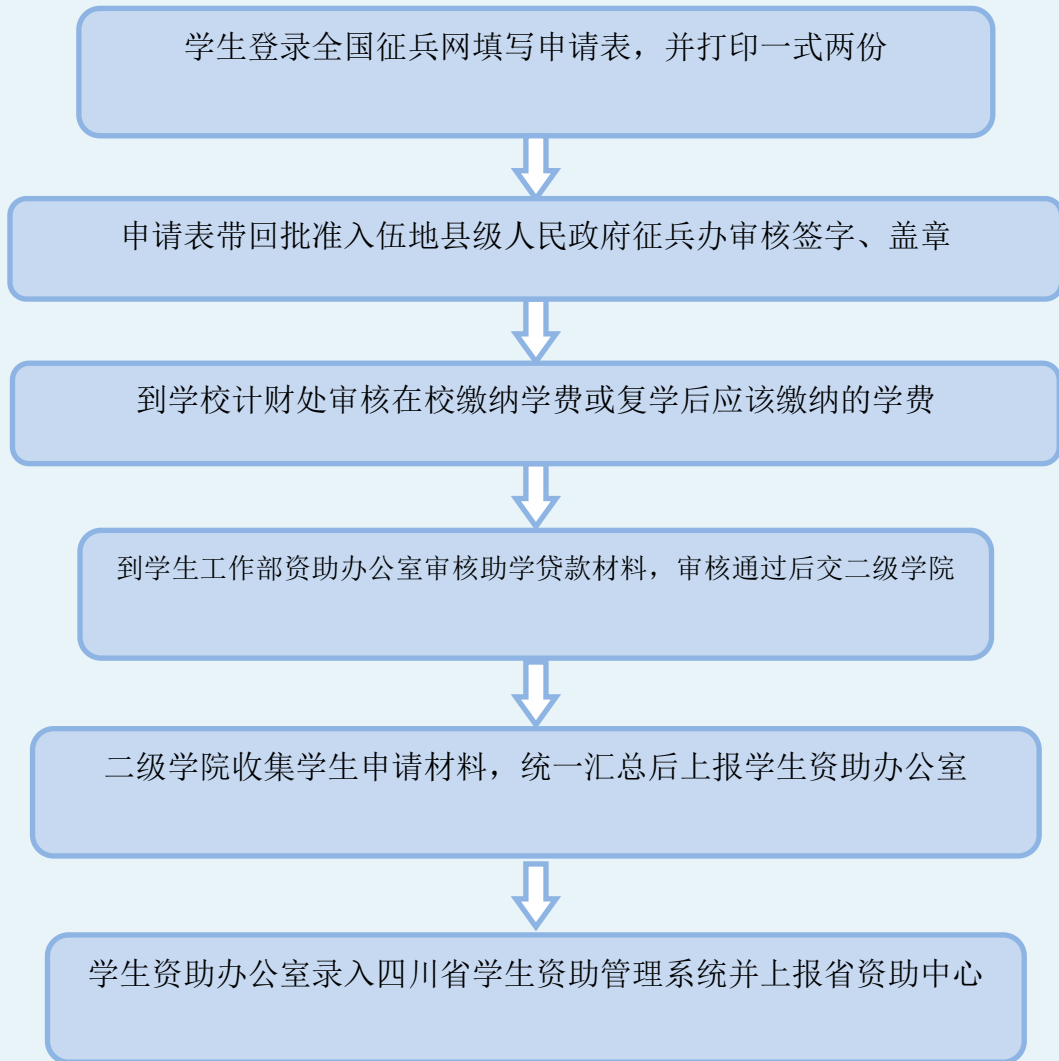 学生登录全国征兵网填写申请表，并打印一式两份
申请表带回批准入伍地县级人民政府征兵办审核签字、盖章
到学校计财处审核在校缴纳学费或复学后应该缴纳的学费
到学生工作部资助办公室审核助学贷款材料，审核通过后交二级学院
二级学院收集学生申请材料，统一汇总后上报学生资助办公室
学生资助办公室录入四川省学生资助管理系统并上报省资助中心